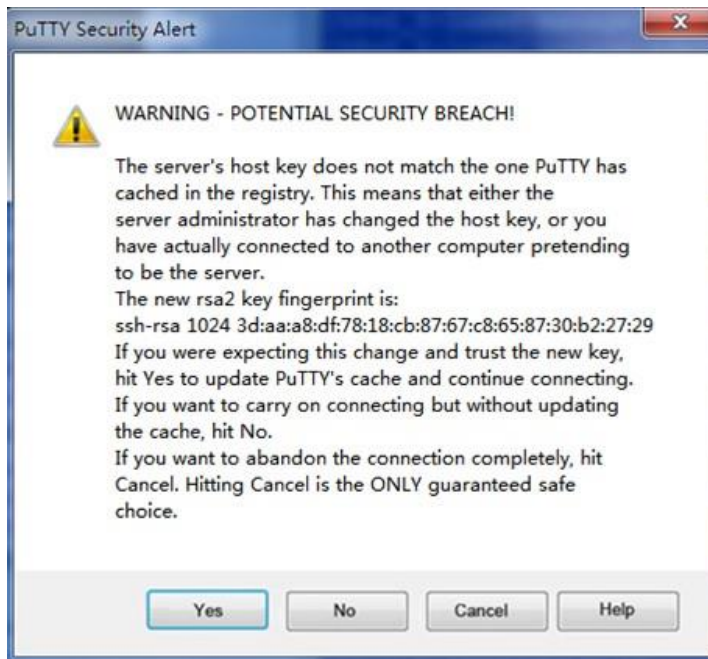 PuTTY Security Alert
WARNING - POTENTIAL SECURITY BREACH!
The server's host key does not match the one PuTTY has
cached in the registry. This means that either the
server administrator has changed the host key, or you
have actually connected to another computer pretending
to be the server.
The new rsa2 key fingerprint is:
ssh-rsa 1024 3d:aa:a8:df:78:18:cb:87:67:c8:65:87:30:b2:27:29
If you were expecting this change and trust the new key,
hit Yes to update PuTTY's cache and continue connecting.
If you want to carry on connecting but without updating
the cache, hit No.
If you want to abandon the connection completely, hit
Cancel. Hitting Cancel is the ONLY guaranteed safe
choice.
Yes No Cancel Help